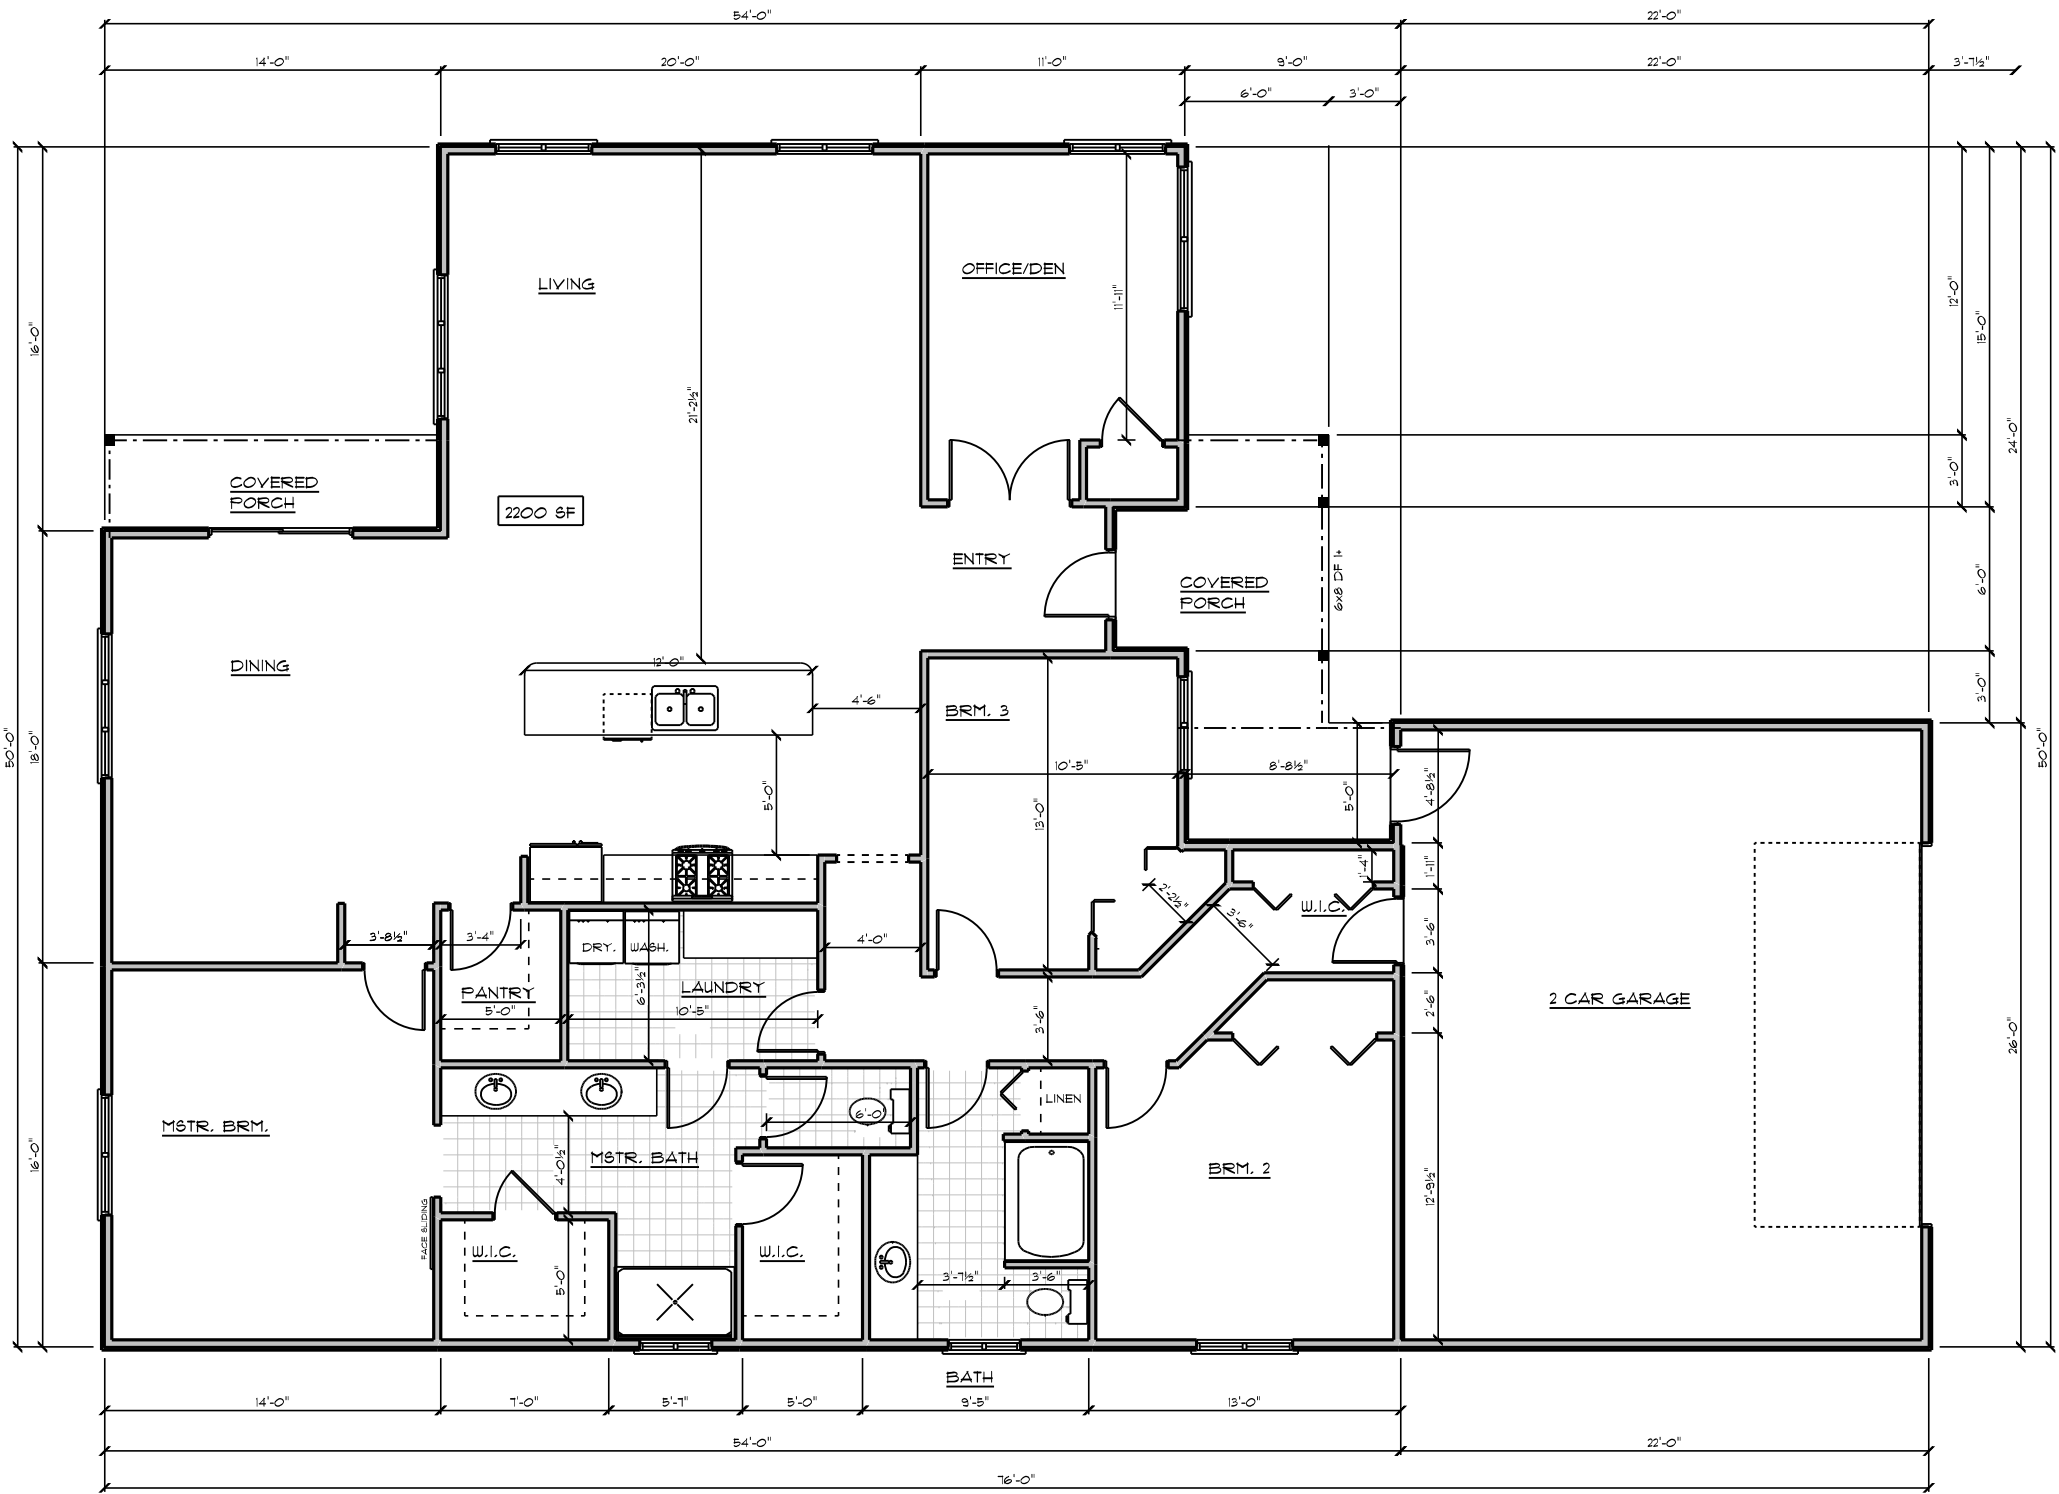 54'-0"
22'-0"
14'-0"
20'-0"
11'-0"
9'-0"
22'-0"
3'-7½"
6'-0"
3'-0"
16'-0"
LIVING
OFFICE/DEN
11'-11"
12'-0"
15'-0"
21'-2½"
24'-0"
3'-0"
COVERED
PORCH
2200 SF
ENTRY
COVERED
PORCH
6x8 DF 1+
6'-0"
DINING
12'-0"
4'-6"
BRM. 3
3'-0"
50'-0"
18'-0"
50'-0"
10'-5"
8'-8½"
5'-0"
13'-0"
5'-0"
4'-8½"
1'-4"
1'-11"
2'-2½"
3'-6"
W.I.C.
3'-6"
3'-8½"
3'-4"
DRY.
WASH.
4'-0"
PANTRY
5'-0"
6'-3½"
LAUNDRY
10'-5"
3'-6"
2'-6"
2 CAR GARAGE
26'-0"
MSTR. BRM.
16'-0"
6'-0"
LINEN
MSTR. BATH
4'-0½"
BRM. 2
12'-9½"
FACE SLIDING
W.I.C.
5'-0"
W.I.C.
3'-7½"
3'-6"
BATH
14'-0"
7'-0"
5'-7"
5'-0"
9'-5"
13'-0"
54'-0"
22'-0"
76'-0"